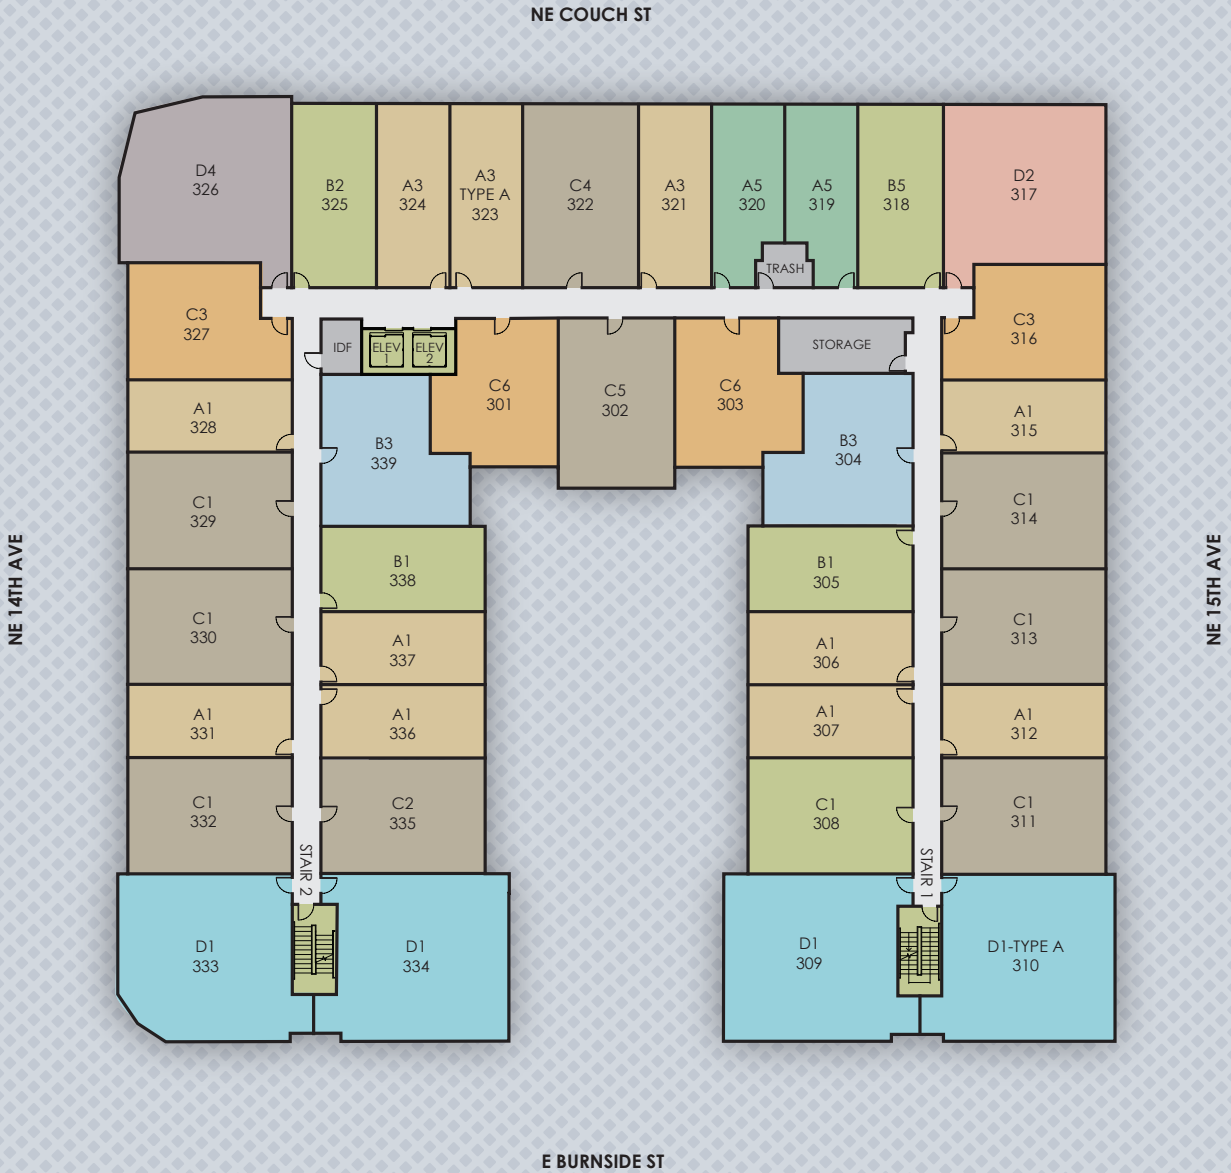 NE COUCH ST
D4
326
B2
325
A3
324
A3
TYPE A
323
C4
322
A3
321
A5
320
A5
319
B5
318
D2
317
TRASH
C3
327
IDF
ELEV
1
ELEV
2
C6
301
C5
302
C6
303
STORAGE
C3
316
A1
328
B3
339
B3
304
A1
315
C1
329
C1
314
NE 14TH AVE
NE 15TH AVE
B1
338
B1
305
C1
330
A1
337
A1
306
C1
313
A1
331
A1
336
A1
307
A1
312
C1
332
C2
335
C1
308
C1
311
STAIR 2
STAIR 1
D1
333
D1
334
D1
309
D1-TYPE A
310
E BURNSIDE ST